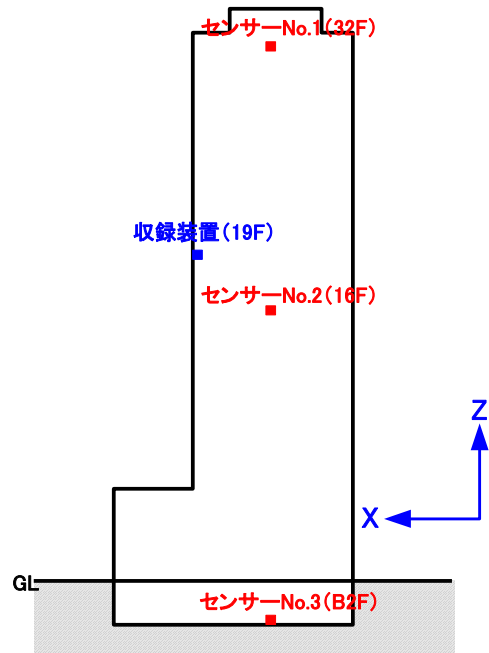 センサーNo.1(32F)
収録装置(19F)
センサーNo.2(16F)
Z
X
GL
センサーNo.3(B2F)